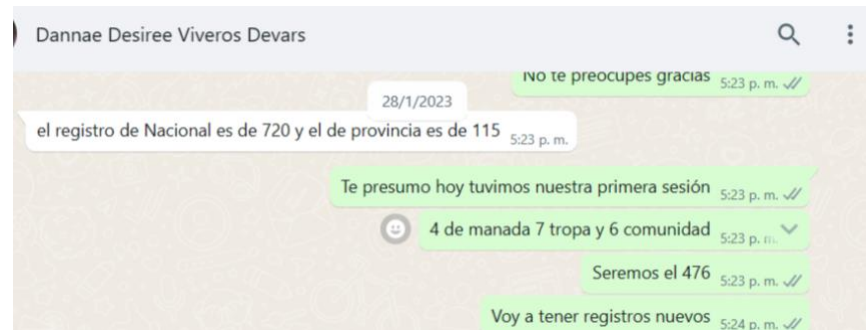 Dannae Desiree Viveros Devars
No te preocupes gracias 5:23 p. m.
28/1/2023
el registro de Nacional es de 720 y el de provincia es de 115 5:23 p. m.
Te presumo hoy tuvimos nuestra primera sesión 5:23 p. m.
4 de manada 7 tropa y 6 comunidad 5:23 p. m.
Seremos el 476 5:23 p. m.
Voy a tener registros nuevos 5:24 p. m.